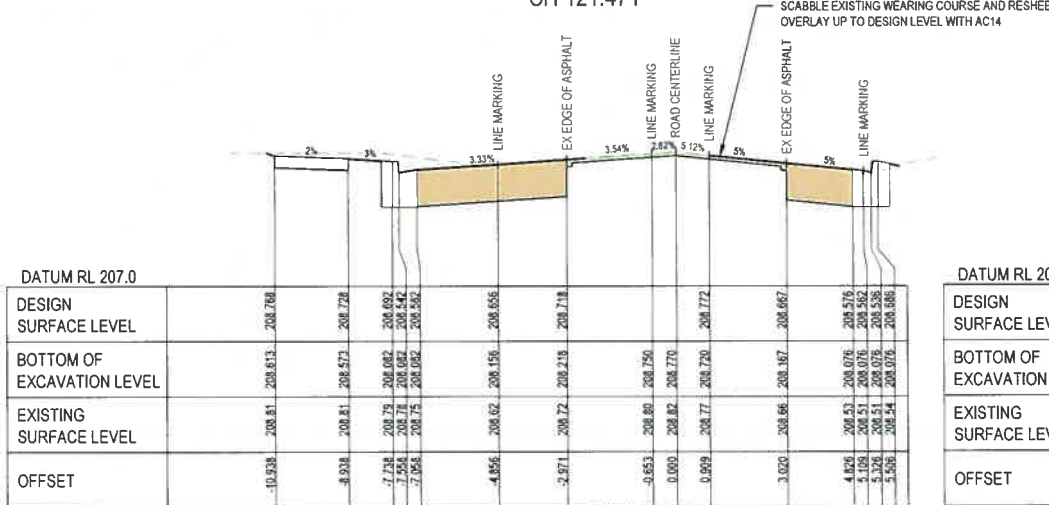 CH 121.471
SCABBLE EXISTING WEARING COURSE AND RESHEE
OVERLAY UP TO DESIGN LEVEL WITH AC14
LINE MARKING
EX EDGE OF ASPHALT
LINE MARKING
ROAD CENTERLINE
LINE MARKING
EX EDGE OF ASPHALT
LINE MARKING
2% 3% 3.33% 3.54% 2.82% 5.12% 5% 5%
DATUM RL 207.0
DESIGN
SURFACE LEVEL
208.768 208.728 208.692 208.542 208.582 208.656 208.718 208.772 208.667 208.576 208.562 208.536 208.686
BOTTOM OF
EXCAVATION LEVEL
208.613 208.573 208.082 208.082 208.082 208.156 208.218 208.750 208.770 208.720 208.167 208.076 208.076 208.076 208.076
EXISTING
SURFACE LEVEL
208.81 208.81 208.79 208.78 208.75 208.62 208.72 208.80 208.82 208.77 208.66 208.53 208.51 208.51 208.54
OFFSET
-10.938 -8.938 -7.738 -7.558 -7.058 -4.856 -2.971 -0.653 0.000 0.909 3.020 4.826 5.109 5.326 5.506
DATUM RL 20
DESIGN
SURFACE LEV
BOTTOM OF
EXCAVATION
EXISTING
SURFACE LEV
OFFSET